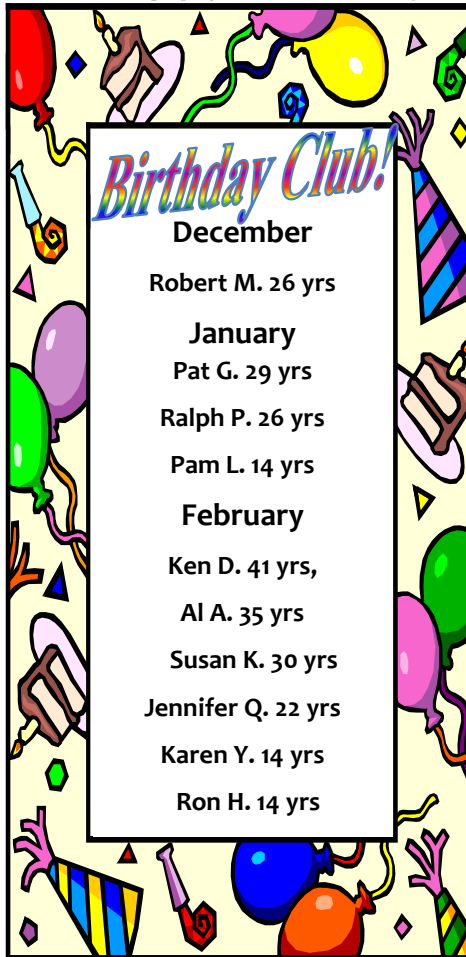 Birthday Club!
December
Robert M. 26 yrs
January
Pat G. 29 yrs
Ralph P. 26 yrs
Pam L. 14 yrs
February
Ken D. 41 yrs,
Al A. 35 yrs
Susan K. 30 yrs
Jennifer Q. 22 yrs
Karen Y. 14 yrs
Ron H. 14 yrs